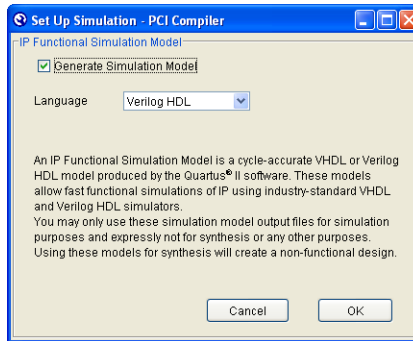 Set Up Simulation - PCI Compiler
IP Functional Simulation Model
Generate Simulation Model
Language Verilog HDL
An IP Functional Simulation Model is a cycle-accurate VHDL or Verilog
HDL model produced by the Quartus® II software. These models
allow fast functional simulations of IP using industry-standard VHDL
and Verilog HDL simulators.
You may only use these simulation model output files for simulation
purposes and expressly not for synthesis or any other purposes.
Using these models for synthesis will create a non-functional design.
Cancel OK